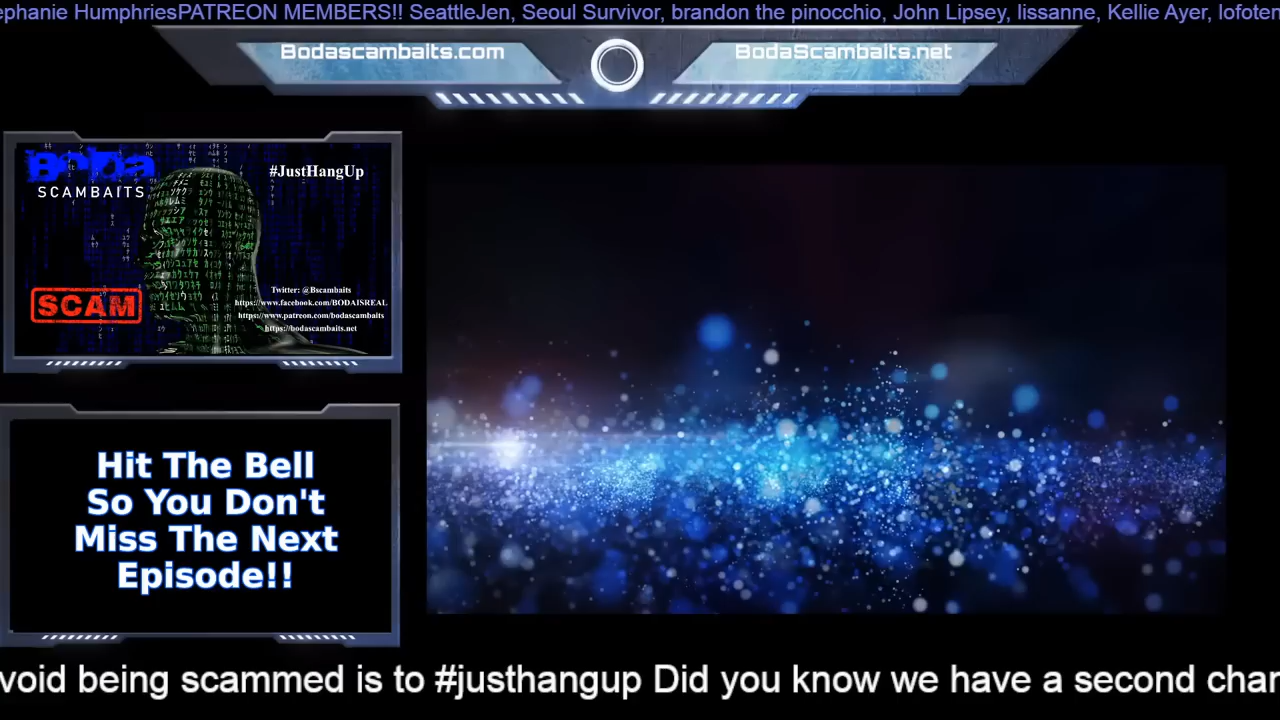 ephanie HumphriesPATREON MEMBERS!! SeattleJen, Seoul Survivor, brandon the pinocchio, John Lipsey, lissanne, Kellie Ayer, lofoten
Bodascambaits.com
BodaScambaits.net
Boda
SCAMBAITS
#JustHangUp
SCAM
Twitter: @Bscambaits
https://www.facebook.com/BODAISREAL
https://www.patreon.com/bodascambaits
https://bodascambaits.net
Hit The Bell
So You Don't
Miss The Next
Episode!!
void being scammed is to #justhangup Did you know we have a second chan